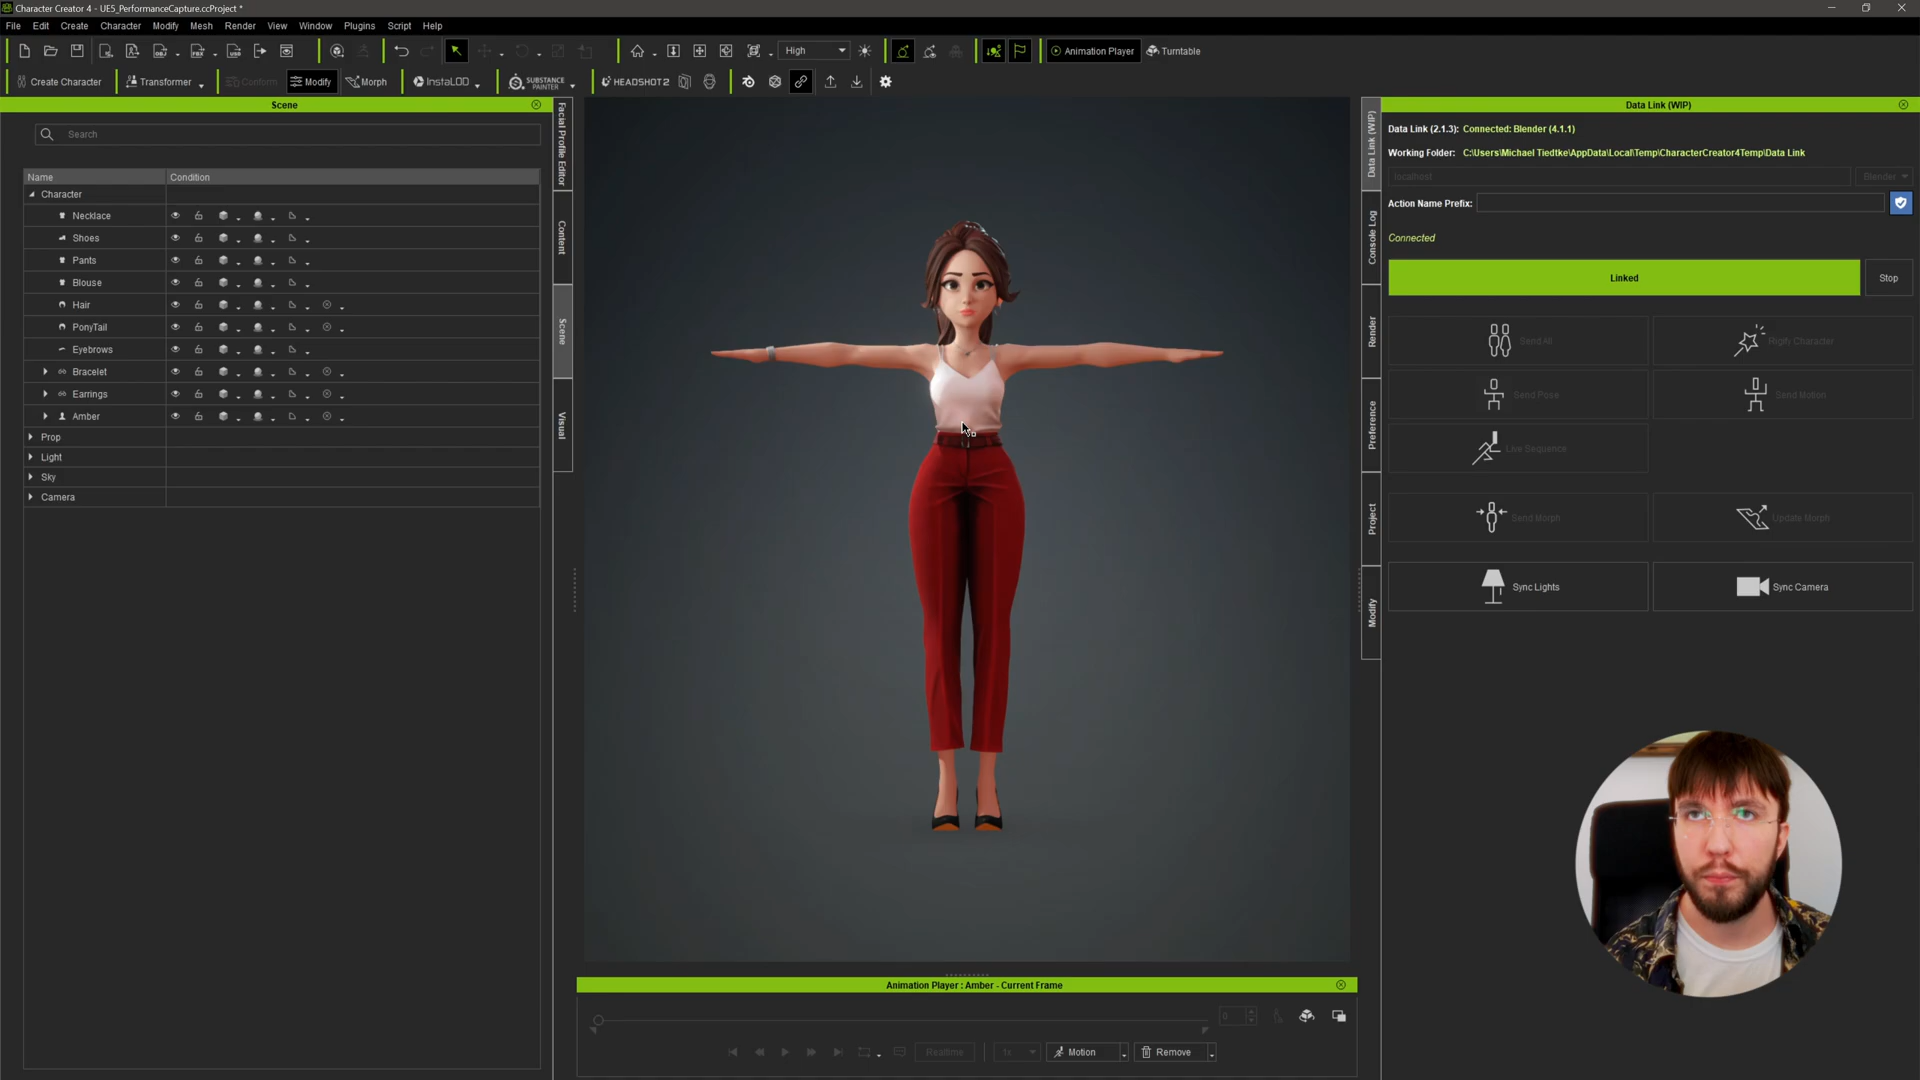 Character Creator 4 - UE5_PerformanceCapture.ccProject *
File Edit Create Character Modify Mesh Render View Window Plugins Script Help
High Animation Player Turntable
Create Character Transformer Conform Modify Morph InstaLOD SUBSTANCE PAINTER HEADSHOT 2
Scene
Search
Name Condition
Character
Necklace
Shoes
Pants
Blouse
Hair
PonyTail
Eyebrows
Bracelet
Earrings
Amber
Prop
Light
Sky
Camera
Facial Profile Editor
Content
Scene
Visual
Animation Player : Amber - Current Frame
0
Realtime 1x Motion Remove
Data Link (WIP)
Console Log
Render
Preference
Project
Modify
Data Link (WIP)
Data Link (2.1.3): Connected: Blender (4.1.1)
Working Folder: C:\Users\Michael Tiedtke\AppData\Local\Temp\CharacterCreator4Temp\Data Link
localhost Blender
Action Name Prefix:
Connected
Linked Stop
Send All Rigify Character
Send Pose Send Motion
Live Sequence
Send Morph Update Morph
Sync Lights Sync Camera